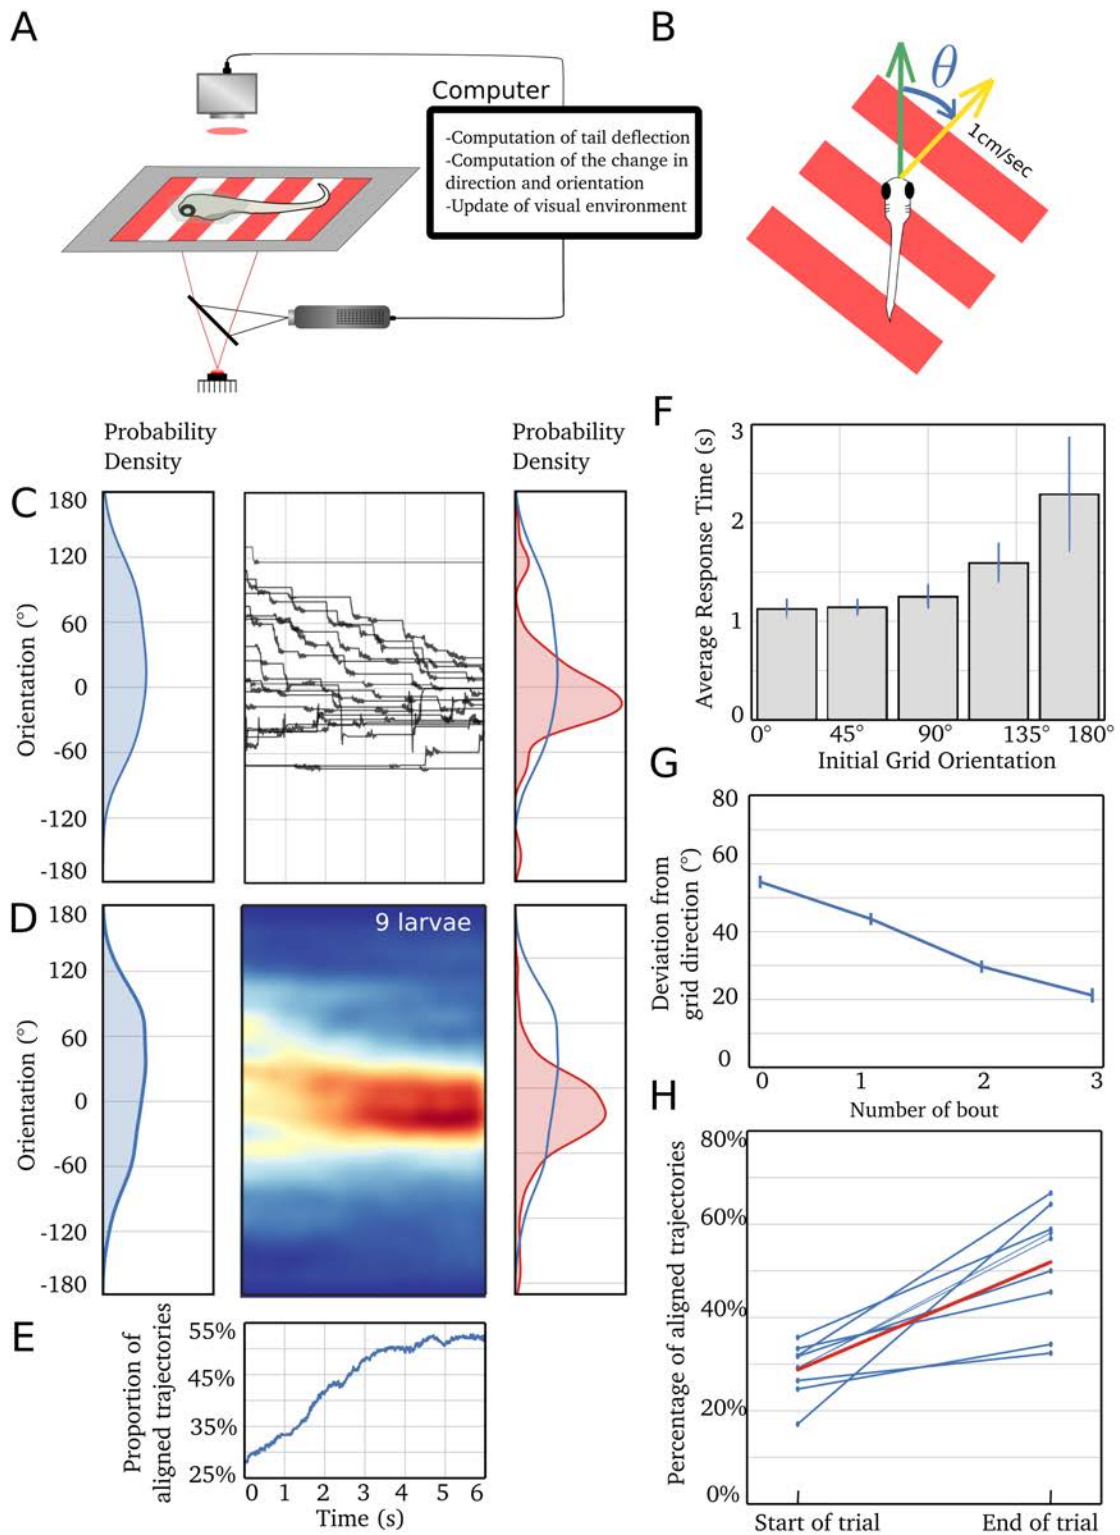 A
B
Computer
-Computation of tail deflection
-Computation of the change in
direction and orientation
-Update of visual environment
θ
1cm/sec
Probability
Density
Probability
Density
C
180
120
60
0
-60
-120
-180
Orientation (°)
D
9 larvae
180
120
60
0
-60
-120
-180
Orientation (°)
E
Proportion of
aligned trajectories
55%
45%
35%
25%
0 1 2 3 4 5 6
Time (s)
F
Average Response Time (s)
3
2
1
0
0° 45° 90° 135° 180°
Initial Grid Orientation
G
Deviation from
grid direction (°)
80
60
40
20
0
0 1 2 3
Number of bout
H
Percentage of aligned trajectories
80%
60%
40%
20%
0%
Start of trial End of trial